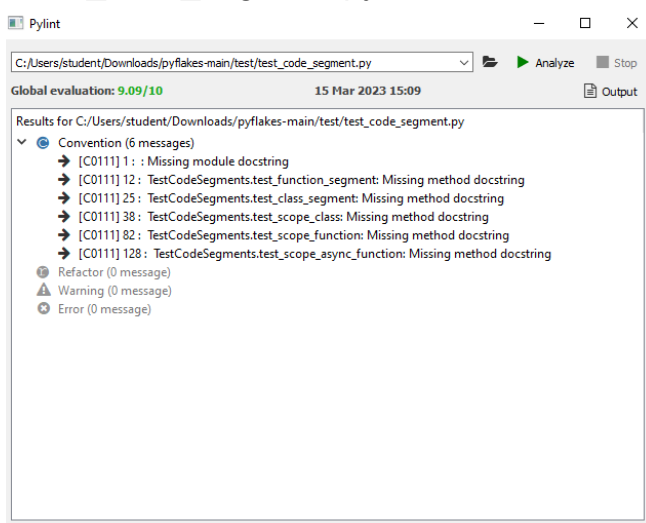 Pylint
C:/Users/student/Downloads/pyflakes-main/test/test_code_segment.py Analyze Stop
Global evaluation: 9.09/10 15 Mar 2023 15:09 Output
Results for C:/Users/student/Downloads/pyflakes-main/test/test_code_segment.py
Convention (6 messages)
[C0111] 1 : : Missing module docstring
[C0111] 12 : TestCodeSegments.test_function_segment: Missing method docstring
[C0111] 25 : TestCodeSegments.test_class_segment: Missing method docstring
[C0111] 38 : TestCodeSegments.test_scope_class: Missing method docstring
[C0111] 82 : TestCodeSegments.test_scope_function: Missing method docstring
[C0111] 128 : TestCodeSegments.test_scope_async_function: Missing method docstring
Refactor (0 message)
Warning (0 message)
Error (0 message)